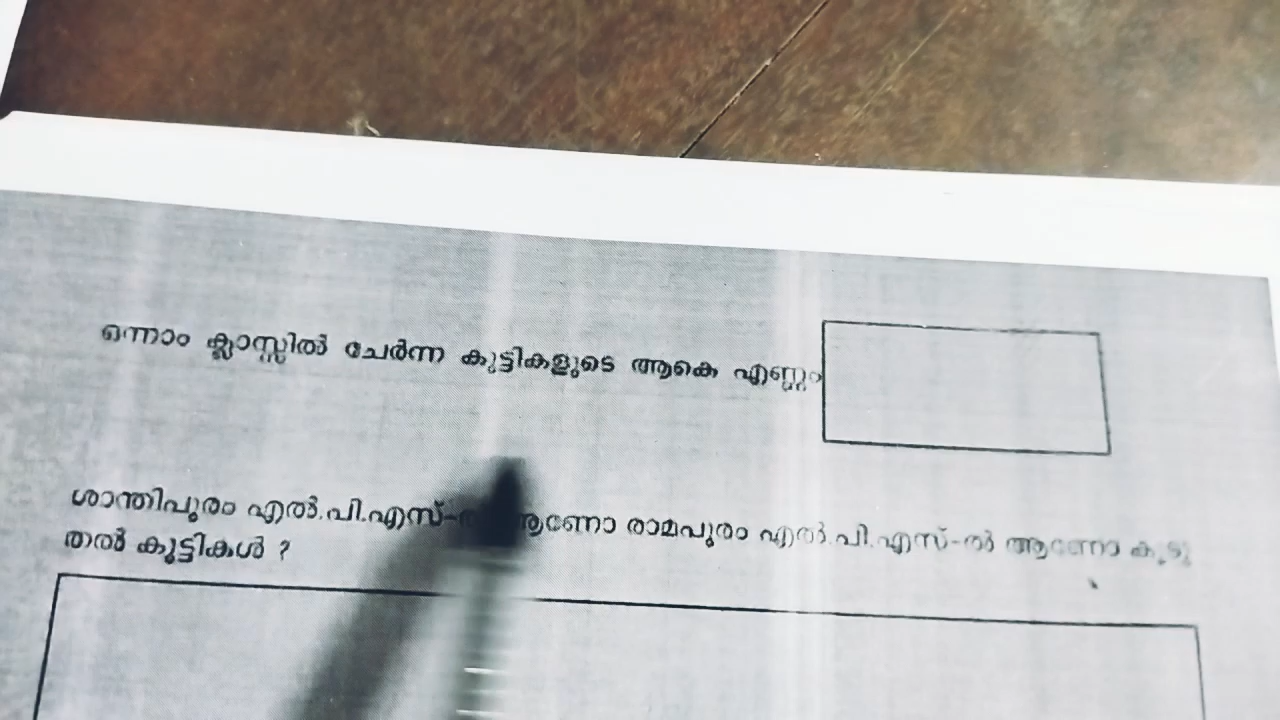 ഒന്നാം ക്ലാസ്സിൽ ചേർന്ന കുട്ടികളുടെ ആകെ എണ്ണം
ശാന്തിപുരം എൽ.പി.എസ്- ആണോ രാമപുരം എൽ.പി.എസ്-ൽ ആണോ കൂടു
തൽ കുട്ടികൾ ?